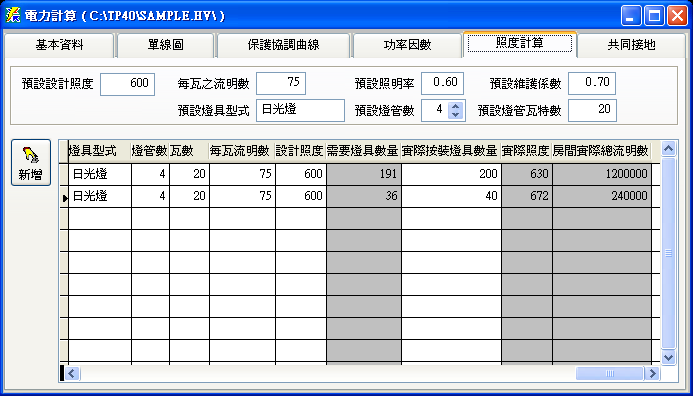 電力計算 ( C:\TP40\SAMPLE.HV\ )
基本資料 單線圖 保護協調曲線 功率因數 照度計算 共同接地
預設設計照度 600 每瓦之流明數 75 預設照明率 0.60 預設維護係數 0.70
預設燈具型式 日光燈 預設燈管數 4 預設燈管瓦特數 20
新增
燈具型式 燈管數 瓦數 每瓦流明數 設計照度 需要燈具數量 實際按裝燈具數量 實際照度 房間實際總流明數
日光燈 4 20 75 600 191 200 630 1200000
日光燈 4 20 75 600 36 40 672 240000